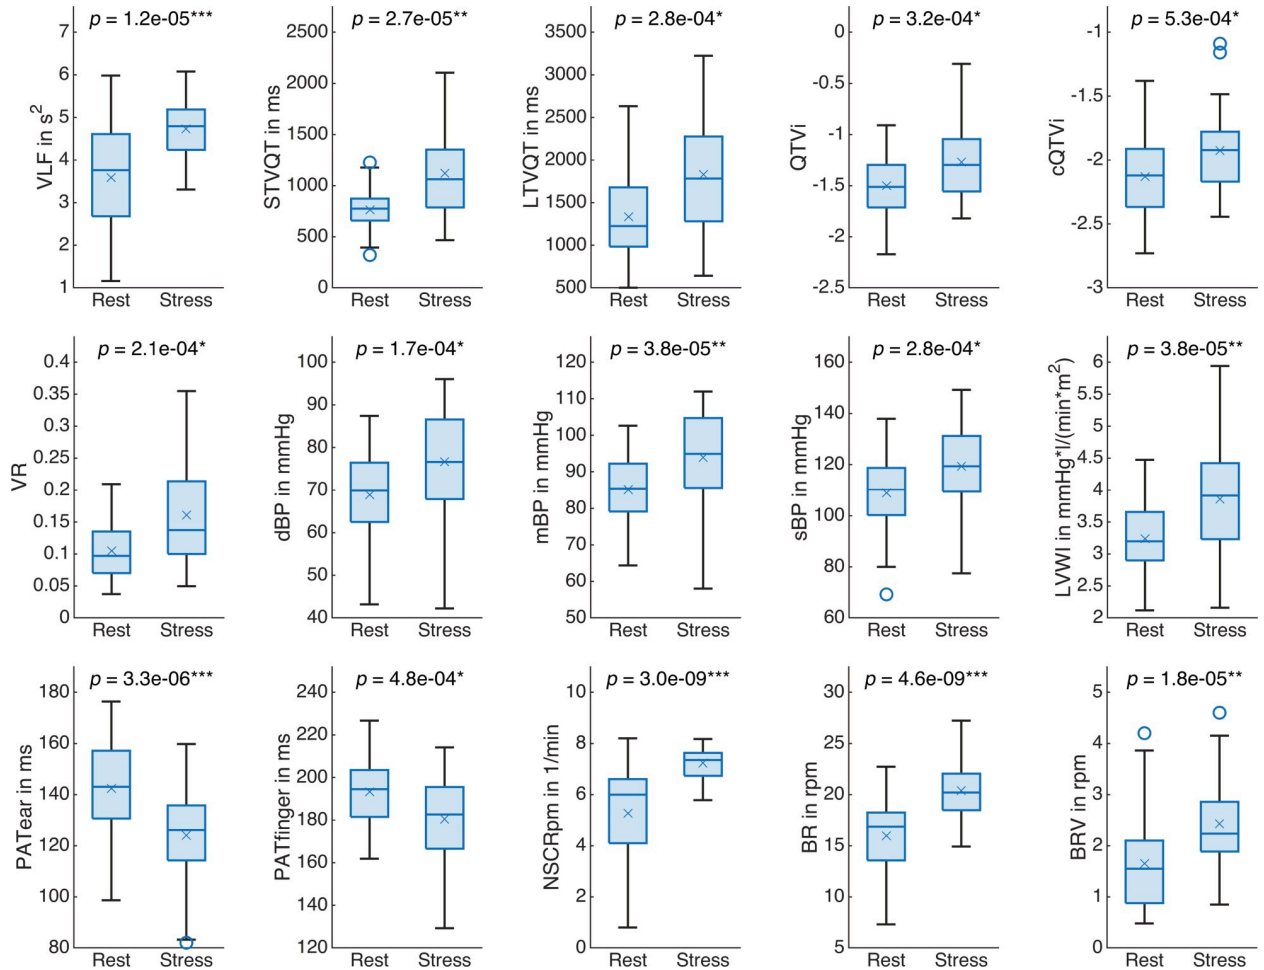 p = 1.2e-05***
VLF in s2
7
6
5
4
3
2
1
Rest Stress
p = 2.7e-05**
STVQT in ms
2500
2000
1500
1000
500
0
Rest Stress
p = 2.8e-04*
LTVQT in ms
3500
3000
2500
2000
1500
1000
500
Rest Stress
p = 3.2e-04*
QTVi
0
-0.5
-1
-1.5
-2
-2.5
Rest Stress
p = 5.3e-04*
cQTVi
-1
-1.5
-2
-2.5
-3
Rest Stress
p = 2.1e-04*
VR
0.4
0.35
0.3
0.25
0.2
0.15
0.1
0.05
0
Rest Stress
p = 1.7e-04*
dBP in mmHg
100
90
80
70
60
50
40
Rest Stress
p = 3.8e-05**
mBP in mmHg
120
110
100
90
80
70
60
50
Rest Stress
p = 2.8e-04*
sBP in mmHg
160
140
120
100
80
60
Rest Stress
p = 3.8e-05**
LVWI in mmHg*l/(min*m2)
6
5.5
5
4.5
4
3.5
3
2.5
2
Rest Stress
p = 3.3e-06***
PATear in ms
180
160
140
120
100
80
Rest Stress
p = 4.8e-04*
PATfinger in ms
240
220
200
180
160
140
120
Rest Stress
p = 3.0e-09***
NSCRpm in 1/min
10
8
6
4
2
0
Rest Stress
p = 4.6e-09***
BR in rpm
30
25
20
15
10
5
Rest Stress
p = 1.8e-05**
BRV in rpm
5
4
3
2
1
0
Rest Stress